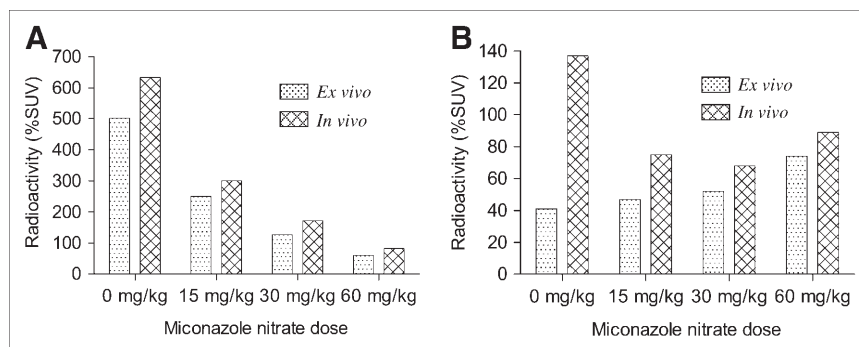 A
700
600
500
400
300
200
100
0
Radioactivity (%SUV)
Ex vivo
In vivo
0 mg/kg 15 mg/kg 30 mg/kg 60 mg/kg
Miconazole nitrate dose
B
140
120
100
80
60
40
20
0
Radioactivity (%SUV)
Ex vivo
In vivo
0 mg/kg 15 mg/kg 30 mg/kg 60 mg/kg
Miconazole nitrate dose